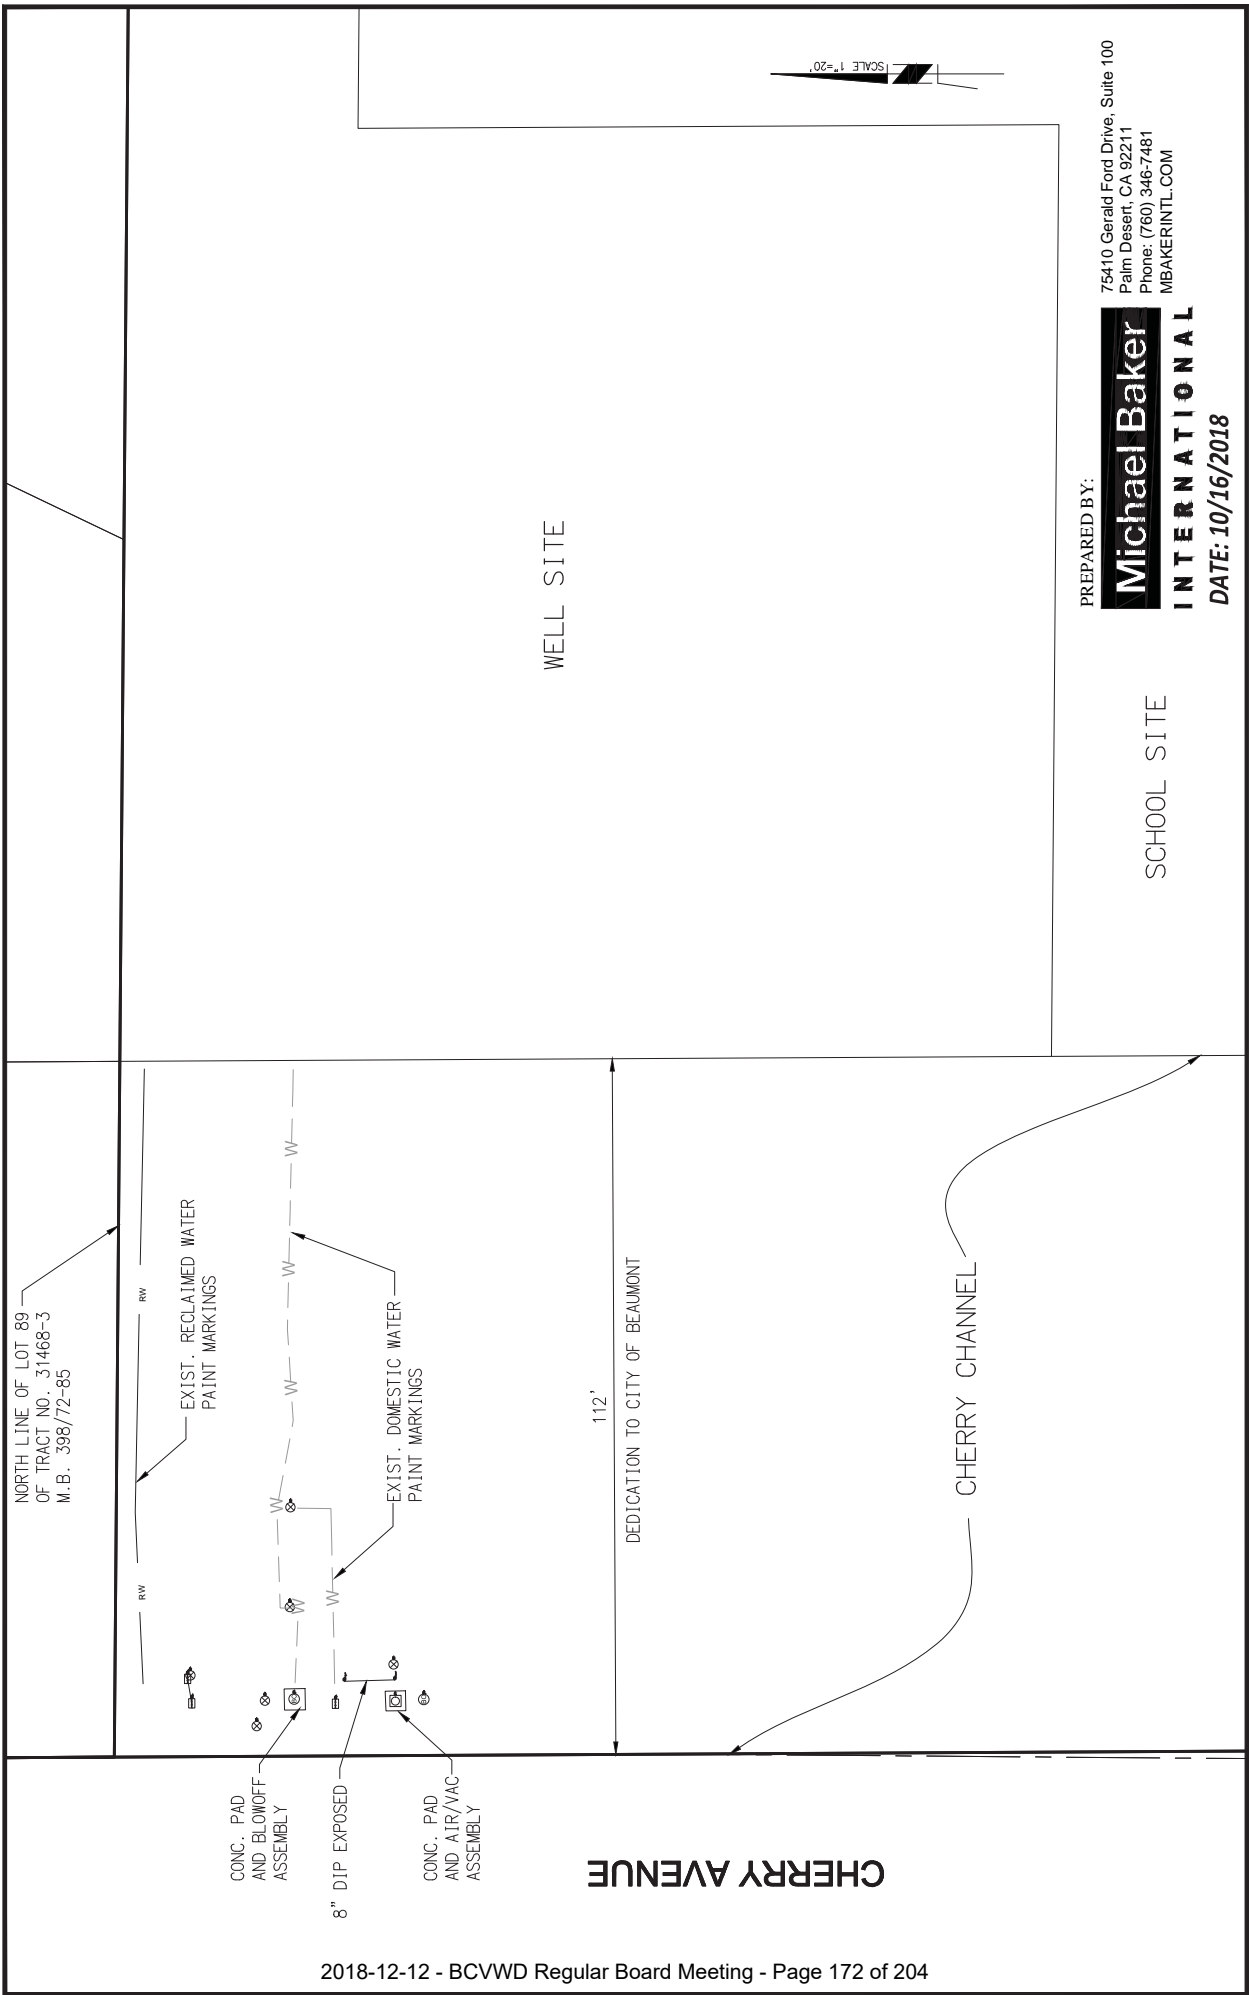 NORTH LINE OF LOT 89
OF TRACT NO. 31468-3
M.B. 398/72-85
RW
RW
EXIST. RECLAIMED WATER
PAINT MARKINGS
W
W
W
W
W
W
EXIST. DOMESTIC WATER
PAINT MARKINGS
CONC. PAD
AND BLOWOFF
ASSEMBLY
8" DIP EXPOSED
CONC. PAD
AND AIR/VAC
ASSEMBLY
CHERRY AVENUE
112'
DEDICATION TO CITY OF BEAUMONT
CHERRY CHANNEL
WELL SITE
SCHOOL SITE
SCALE 1"=20'
PREPARED BY:
Michael Baker
INTERNATIONAL
75410 Gerald Ford Drive, Suite 100
Palm Desert, CA 92211
Phone: (760) 346-7481
MBAKERINTL.COM
DATE: 10/16/2018
2018-12-12 - BCVWD Regular Board Meeting - Page 172 of 204